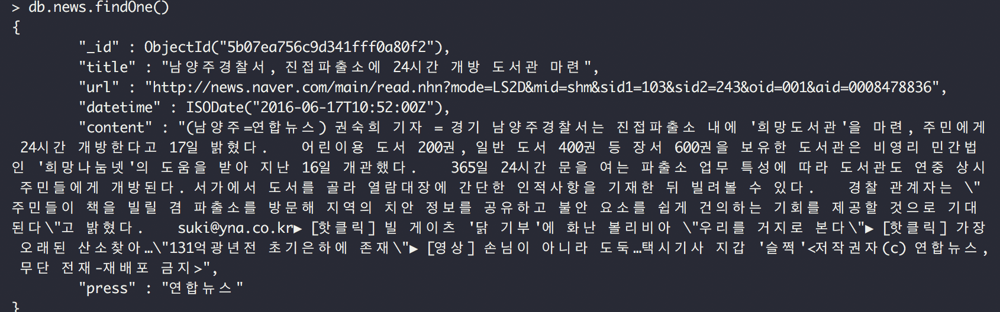 > db.news.findOne()
{
"_id" : ObjectId("5b07ea756c9d341fff0a80f2"),
"title" : "남양주경찰서, 진접파출소에 24시간 개방 도서관 마련",
"url" : "http://news.naver.com/main/read.nhn?mode=LS2D&mid=shm&sid1=103&sid2=243&oid=001&aid=0008478836",
"datetime" : ISODate("2016-06-17T10:52:00Z"),
"content" : "(남양주=연합뉴스) 권숙희 기자 = 경기 남양주경찰서는 진접파출소 내에 '희망도서관'을 마련, 주민에게
24시간 개방한다고 17일 밝혔다.   어린이용 도서 200권, 일반 도서 400권 등 장서 600권을 보유한 도서관은 비영리 민간법
인 '희망나눔넷'의 도움을 받아 지난 16일 개관했다.   365일 24시간 문을 여는 파출소 업무 특성에 따라 도서관도 연중 상시
주민들에게 개방된다. 서가에서 도서를 골라 열람대장에 간단한 인적사항을 기재한 뒤 빌려볼 수 있다.   경찰 관계자는 \"
주민들이 책을 빌릴 겸 파출소를 방문해 지역의 치안 정보를 공유하고 불안 요소를 쉽게 건의하는 기회를 제공할 것으로 기대
된다\"고 밝혔다.   suki@yna.co.kr▶ [핫클릭] 빌 게이츠 '닭 기부'에 화난 볼리비아 \"우리를 거지로 본다\"▶ [핫클릭] 가장
오래된 산소찾아…\"131억광년전 초기은하에 존재\"▶ [영상] 손님이 아니라 도둑…택시기사 지갑 '슬쩍'<저작권자(c) 연합뉴스,
무단 전재-재배포 금지>",
"press" : "연합뉴스"
}